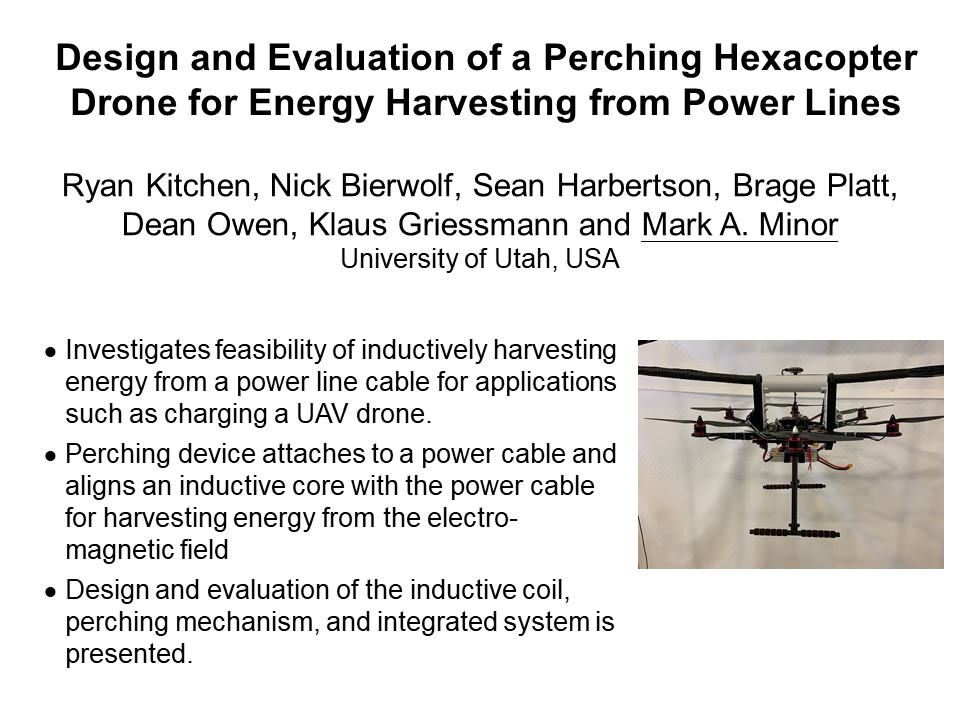 Design and Evaluation of a Perching Hexacopter
Drone for Energy Harvesting from Power Lines
Ryan Kitchen, Nick Bierwolf, Sean Harbertson, Brage Platt,
Dean Owen, Klaus Griessmann and Mark A. Minor
University of Utah, USA
• Investigates feasibility of inductively harvesting
energy from a power line cable for applications
such as charging a UAV drone.
• Perching device attaches to a power cable and
aligns an inductive core with the power cable
for harvesting energy from the electro-
magnetic field
• Design and evaluation of the inductive coil,
perching mechanism, and integrated system is
presented.